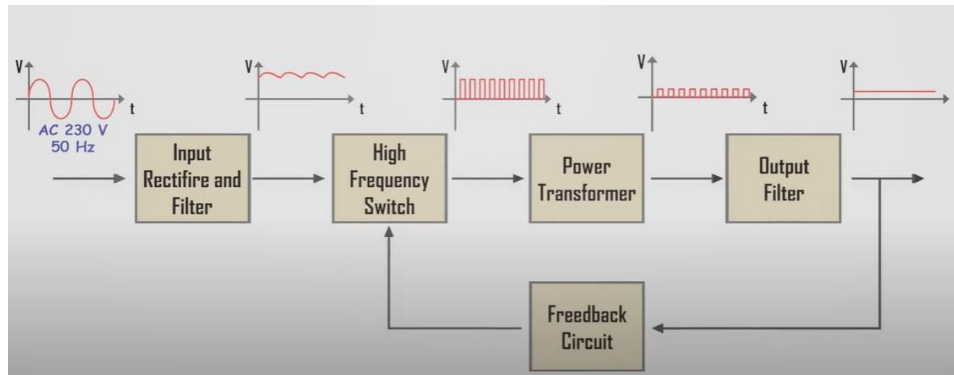 V
t
AC 230 V
50 Hz
V
t
V
t
V
t
V
Input
Rectifire and
Filter
High
Frequency
Switch
Power
Transformer
Output
Filter
Freedback
Circuit